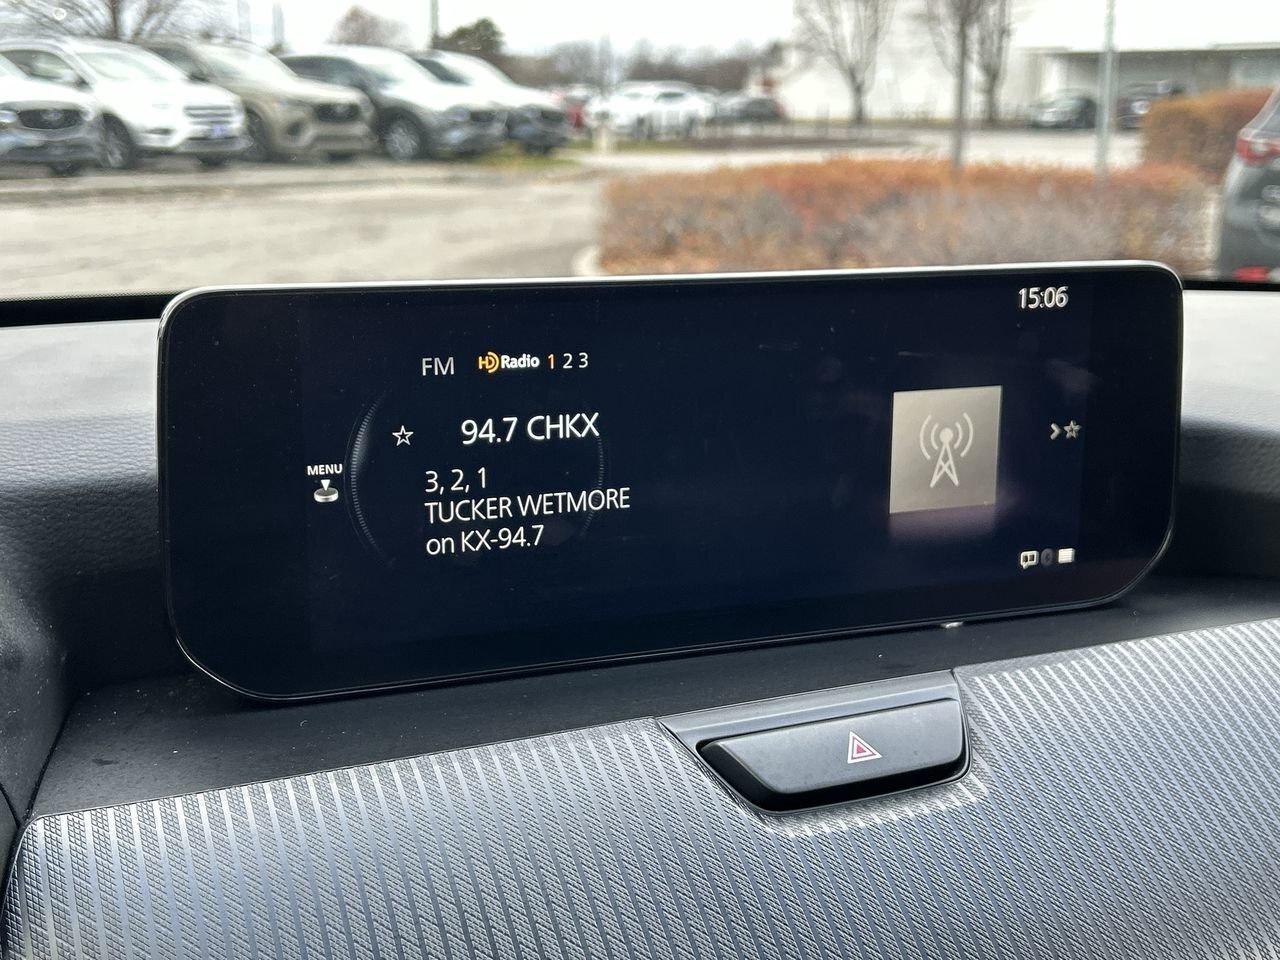 15:06
FM HD Radio 1 2 3
94.7 CHKX
MENU
3, 2, 1
TUCKER WETMORE
on KX-94.7